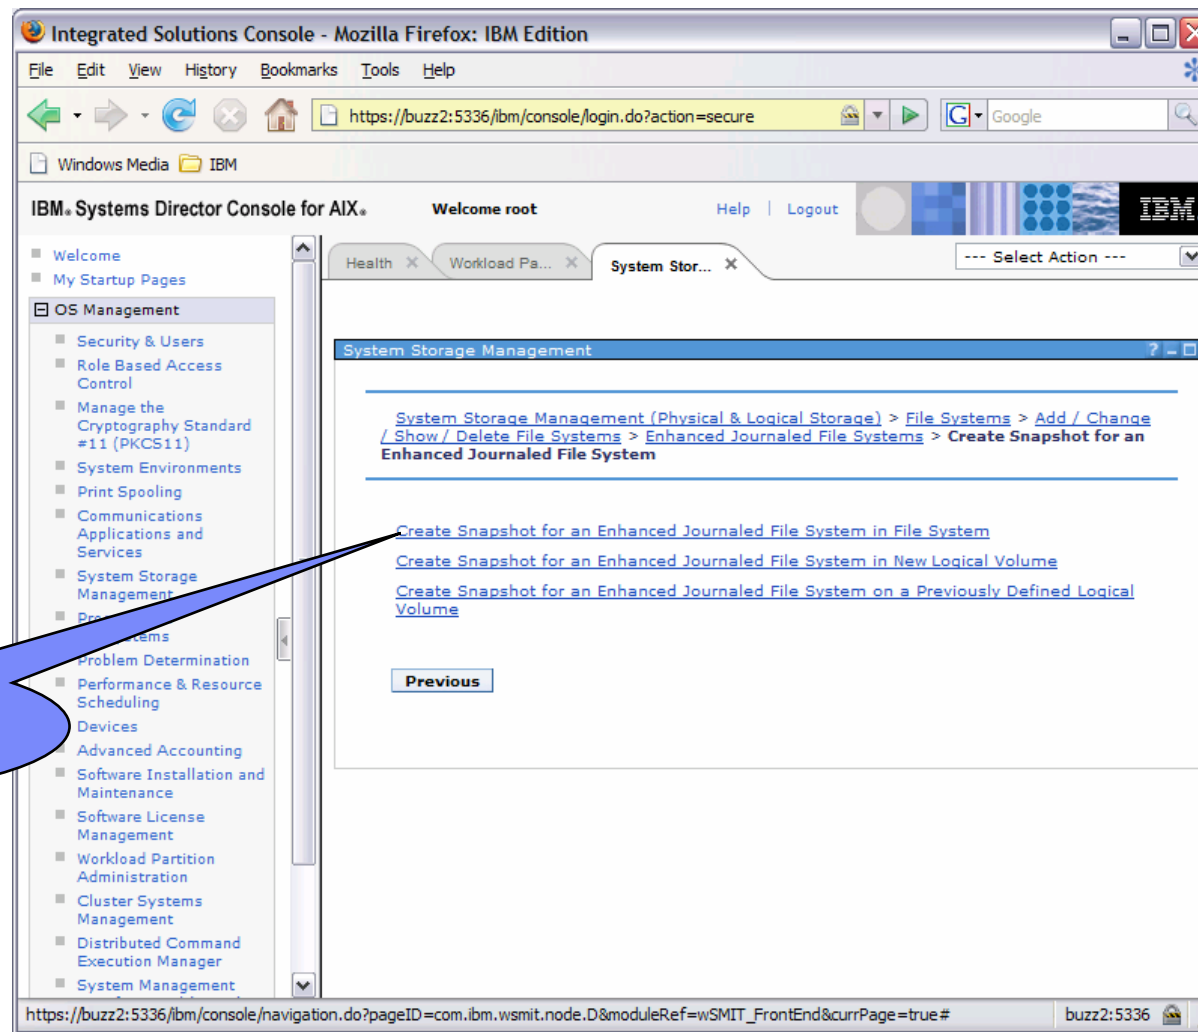 Integrated Solutions Console - Mozilla Firefox: IBM Edition
File Edit View History Bookmarks Tools Help
https://buzz2:5336/ibm/console/login.do?action=secure
G
Google
Windows Media
IBM
IBM® Systems Director Console for AIX®
Welcome root
Help | Logout
IBM
Welcome
My Startup Pages
OS Management
Security & Users
Role Based Access
Control
Manage the
Cryptography Standard
#11 (PKCS11)
System Environments
Print Spooling
Communications
Applications and
Services
System Storage
Management
Problem Determination
Performance & Resource
Scheduling
Devices
Advanced Accounting
Software Installation and
Maintenance
Software License
Management
Workload Partition
Administration
Cluster Systems
Management
Distributed Command
Execution Manager
System Management
Health
Workload Pa...
System Stor...
--- Select Action ---
System Storage Management
System Storage Management (Physical & Logical Storage) > File Systems > Add / Change
/ Show / Delete File Systems > Enhanced Journaled File Systems > Create Snapshot for an
Enhanced Journaled File System
Create Snapshot for an Enhanced Journaled File System in File System
Create Snapshot for an Enhanced Journaled File System in New Logical Volume
Create Snapshot for an Enhanced Journaled File System on a Previously Defined Logical
Volume
Previous
https://buzz2:5336/ibm/console/navigation.do?pageID=com.ibm.wsmit.node.D&moduleRef=wSMIT_FrontEnd&currPage=true#
buzz2:5336